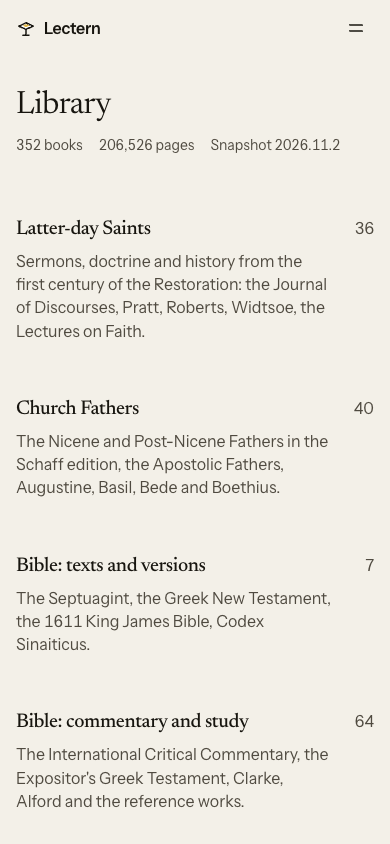 Lectern
Library
352 books 206,526 pages Snapshot 2026.11.2
Latter-day Saints 36
Sermons, doctrine and history from the
first century of the Restoration: the Journal
of Discourses, Pratt, Roberts, Widtsoe, the
Lectures on Faith.
Church Fathers 40
The Nicene and Post-Nicene Fathers in the
Schaff edition, the Apostolic Fathers,
Augustine, Basil, Bede and Boethius.
Bible: texts and versions 7
The Septuagint, the Greek New Testament,
the 1611 King James Bible, Codex
Sinaiticus.
Bible: commentary and study 64
The International Critical Commentary, the
Expositor's Greek Testament, Clarke,
Alford and the reference works.